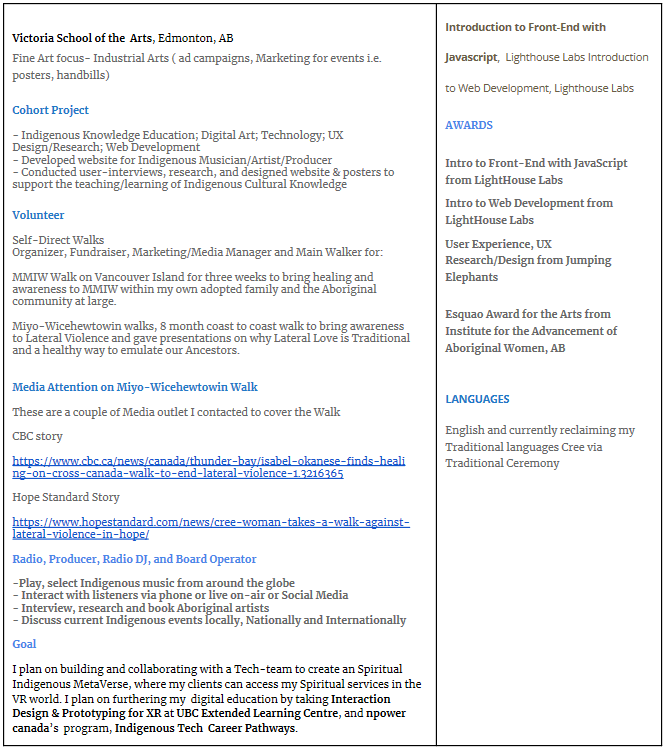 Victoria School of the Arts, Edmonton, AB
Fine Art focus- Industrial Arts ( ad campaigns, Marketing for events i.e.
posters, handbills)
Cohort Project
- Indigenous Knowledge Education; Digital Art; Technology; UX
Design/Research; Web Development
- Developed website for Indigenous Musician/Artist/Producer
- Conducted user-interviews, research, and designed website & posters to
support the teaching/learning of Indigenous Cultural Knowledge
Volunteer
Self-Direct Walks
Organizer, Fundraiser, Marketing/Media Manager and Main Walker for:
MMIW Walk on Vancouver Island for three weeks to bring healing and
awareness to MMIW within my own adopted family and the Aboriginal
community at large.
Miyo-Wicehewtowin walks, 8 month coast to coast walk to bring awareness
to Lateral Violence and gave presentations on why Lateral Love is Traditional
and a healthy way to emulate our Ancestors.
Media Attention on Miyo-Wicehewtowin Walk
These are a couple of Media outlet I contacted to cover the Walk
CBC story
https://www.cbc.ca/news/canada/thunder-bay/isabel-okanese-finds-heali
ng-on-cross-canada-walk-to-end-lateral-violence-1.3216365
Hope Standard Story
https://www.hopestandard.com/news/cree-woman-takes-a-walk-against-
lateral-violence-in-hope/
Radio, Producer, Radio DJ, and Board Operator
-Play, select Indigenous music from around the globe
- Interact with listeners via phone or live on-air or Social Media
- Interview, research and book Aboriginal artists
- Discuss current Indigenous events locally, Nationally and Internationally
Goal
I plan on building and collaborating with a Tech-team to create an Spiritual
Indigenous MetaVerse, where my clients can access my Spiritual services in the
VR world. I plan on furthering my digital education by taking Interaction
Design & Prototyping for XR at UBC Extended Learning Centre, and npower
canada's program, Indigenous Tech Career Pathways.
Introduction to Front-End with
Javascript, Lighthouse Labs Introduction
to Web Development, Lighthouse Labs
AWARDS
Intro to Front-End with JavaScript
from LightHouse Labs
Intro to Web Development from
LightHouse Labs
User Experience, UX
Research/Design from Jumping
Elephants
Esquao Award for the Arts from
Institute for the Advancement of
Aboriginal Women, AB
LANGUAGES
English and currently reclaiming my
Traditional languages Cree via
Traditional Ceremony